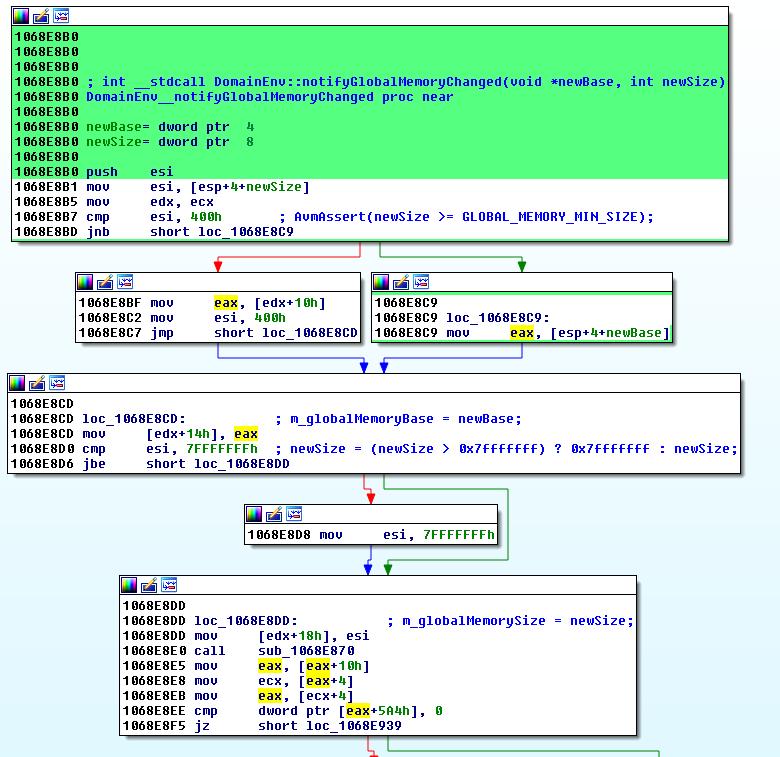 1068E8B0
1068E8B0
1068E8B0
1068E8B0 ; int __stdcall DomainEnv::notifyGlobalMemoryChanged(void *newBase, int newSize)
1068E8B0 DomainEnv__notifyGlobalMemoryChanged proc near
1068E8B0
1068E8B0 newBase= dword ptr  4
1068E8B0 newSize= dword ptr  8
1068E8B0
1068E8B0 push    esi
1068E8B1 mov     esi, [esp+4+newSize]
1068E8B5 mov     edx, ecx
1068E8B7 cmp     esi, 400h       ; AvmAssert(newSize >= GLOBAL_MEMORY_MIN_SIZE);
1068E8BD jnb     short loc_1068E8C9
1068E8BF mov     eax, [edx+10h]
1068E8C2 mov     esi, 400h
1068E8C7 jmp     short loc_1068E8CD
1068E8C9
1068E8C9 loc_1068E8C9:
1068E8C9 mov     eax, [esp+4+newBase]
1068E8CD
1068E8CD loc_1068E8CD:           ; m_globalMemoryBase = newBase;
1068E8CD mov     [edx+14h], eax
1068E8D0 cmp     esi, 7FFFFFFFh  ; newSize = (newSize > 0x7fffffff) ? 0x7fffffff : newSize;
1068E8D6 jbe     short loc_1068E8DD
1068E8D8 mov     esi, 7FFFFFFFh
1068E8DD
1068E8DD loc_1068E8DD:           ; m_globalMemorySize = newSize;
1068E8DD mov     [edx+18h], esi
1068E8E0 call    sub_1068E870
1068E8E5 mov     eax, [eax+10h]
1068E8E8 mov     ecx, [eax+4]
1068E8EB mov     eax, [ecx+4]
1068E8EE cmp     dword ptr [eax+5A4h], 0
1068E8F5 jz      short loc_1068E939